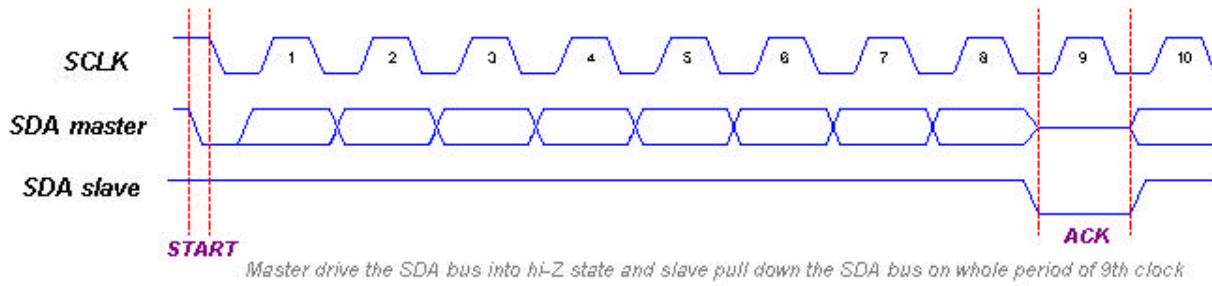 SCLK 1 2 3 4 5 6 7 8 9 10
SDA master
SDA slave
START ACK
Master drive the SDA bus into hi-Z state and slave pull down the SDA bus on whole period of 9th clock